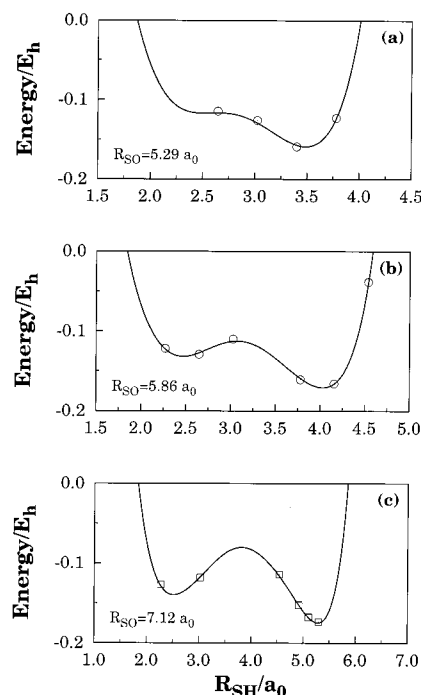 0.0
(a)
Energy/E_h
-0.1
R_SO=5.29 a_0
-0.2
1.5 2.0 2.5 3.0 3.5 4.0 4.5
0.0
(b)
Energy/E_h
-0.1
R_SO=5.86 a_0
-0.2
1.5 2.0 2.5 3.0 3.5 4.0 4.5 5.0
0.0
(c)
Energy/E_h
-0.1
R_SO=7.12 a_0
-0.2
1.0 2.0 3.0 4.0 5.0 6.0 7.0
R_SH/a_0